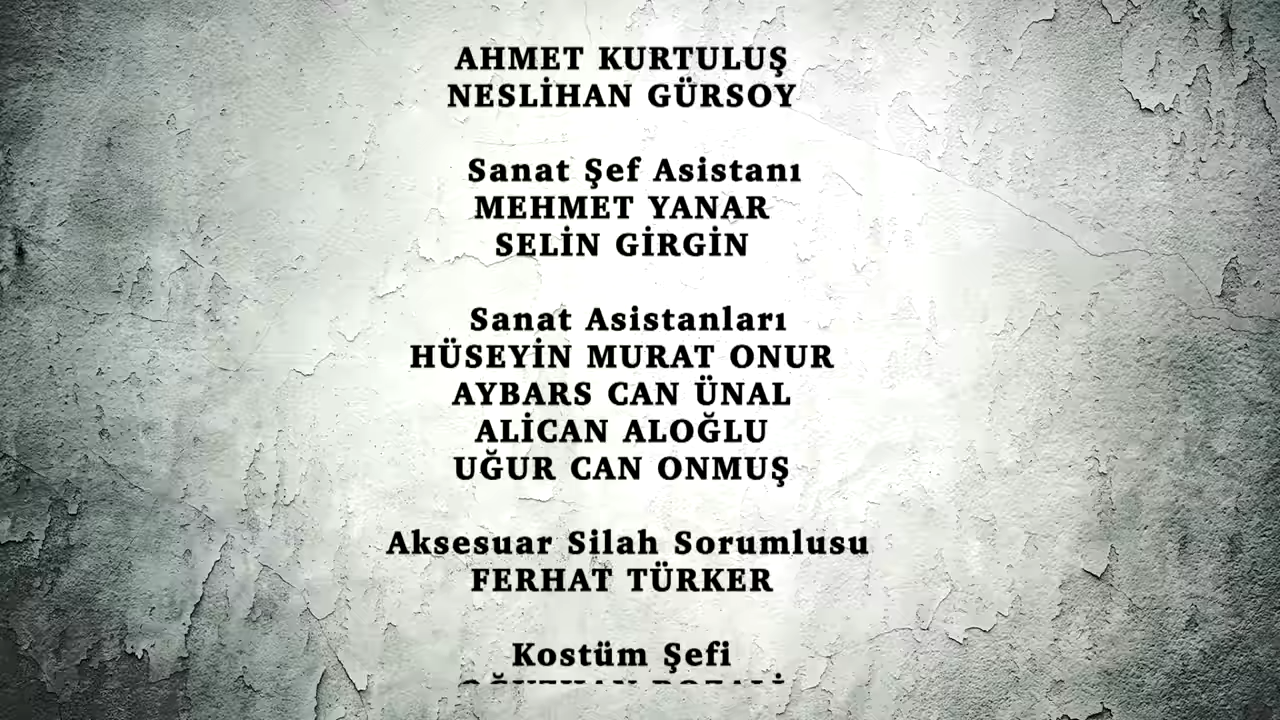 AHMET KURTULUŞ
NESLİHAN GÜRSOY
Sanat Şef Asistanı
MEHMET YANAR
SELİN GİRGİN
Sanat Asistanları
HÜSEYİN MURAT ONUR
AYBARS CAN ÜNAL
ALİCAN ALOĞLU
UĞUR CAN ONMUŞ
Aksesuar Silah Sorumlusu
FERHAT TÜRKER
Kostüm Şefi